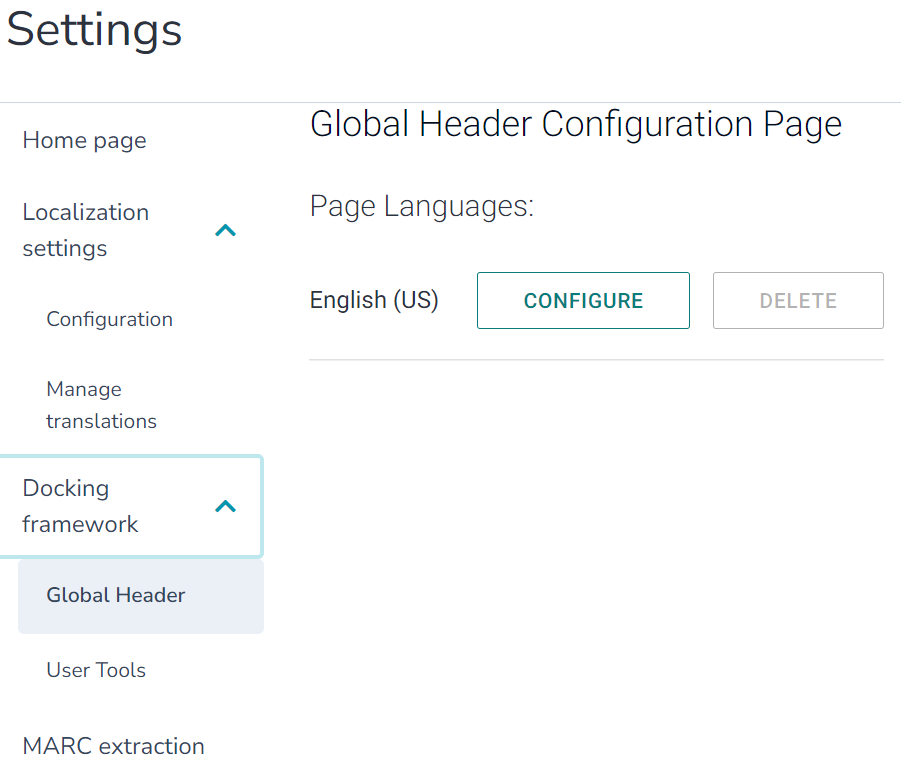 Settings
Home page
Localization
settings
Configuration
Manage
translations
Docking
framework
Global Header
User Tools
MARC extraction
Global Header Configuration Page
Page Languages:
English (US) CONFIGURE DELETE